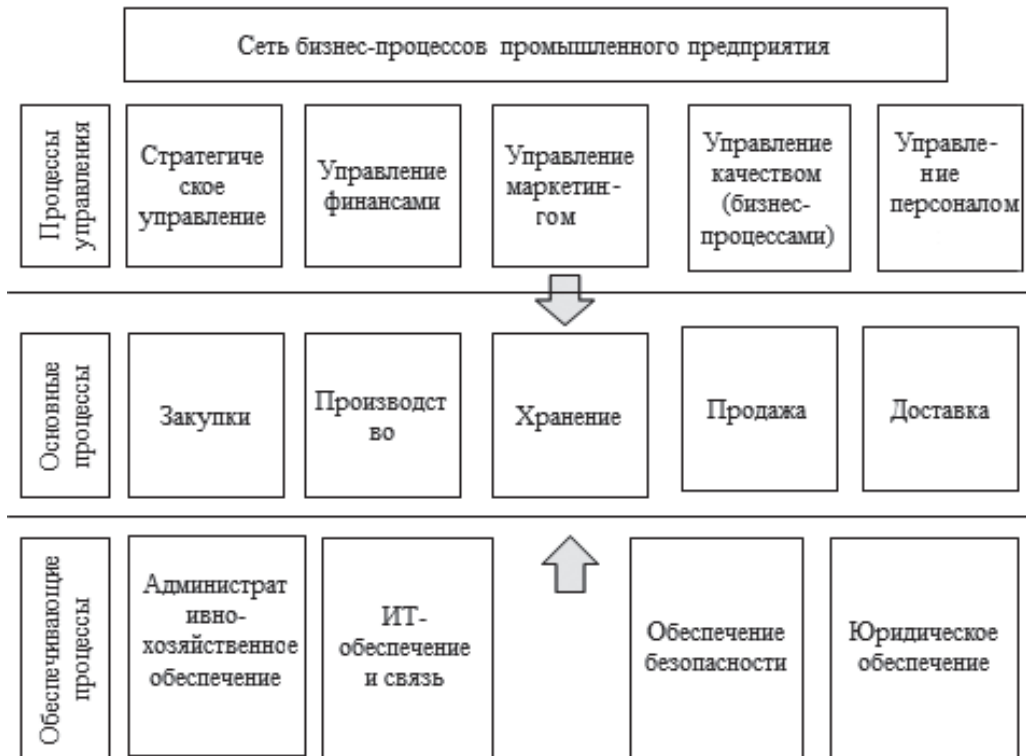 Сеть бизнес-процессов промышленного предприятия
Процессы
управления
Стратегиче
ское
управление
Управление
финансами
Управление
маркетин-
гом
Управление
качеством
(бизнес-
процессами)
Управле-
ние
персоналом
Основные
процессы
Закупки
Производст
во
Хранение
Продажа
Доставка
Обеспечивающие
процессы
Администрат
ивно-
хозяйственное
обеспечение
ИТ-
обеспечение
и связь
Обеспечение
безопасности
Юридическое
обеспечение